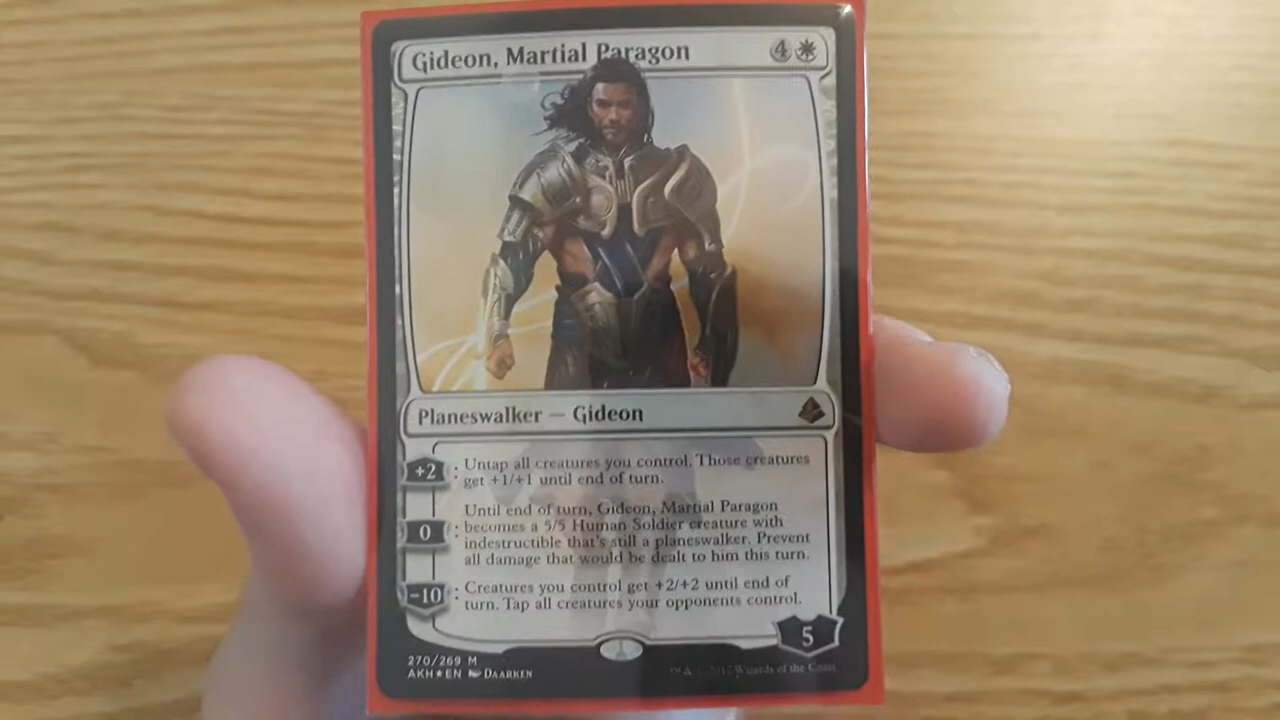 Gideon, Martial Paragon 4
Planeswalker — Gideon
+2 : Untap all creatures you control. Those creatures
get +1/+1 until end of turn.
Until end of turn, Gideon, Martial Paragon
0 : becomes a 5/5 Human Soldier creature with
indestructible that's still a planeswalker. Prevent
all damage that would be dealt to him this turn.
-10 : Creatures you control get +2/+2 until end of
turn. Tap all creatures your opponents control.
5
270/269 M
AKH★EN DAARKEN
™ & © 2017 Wizards of the Coast